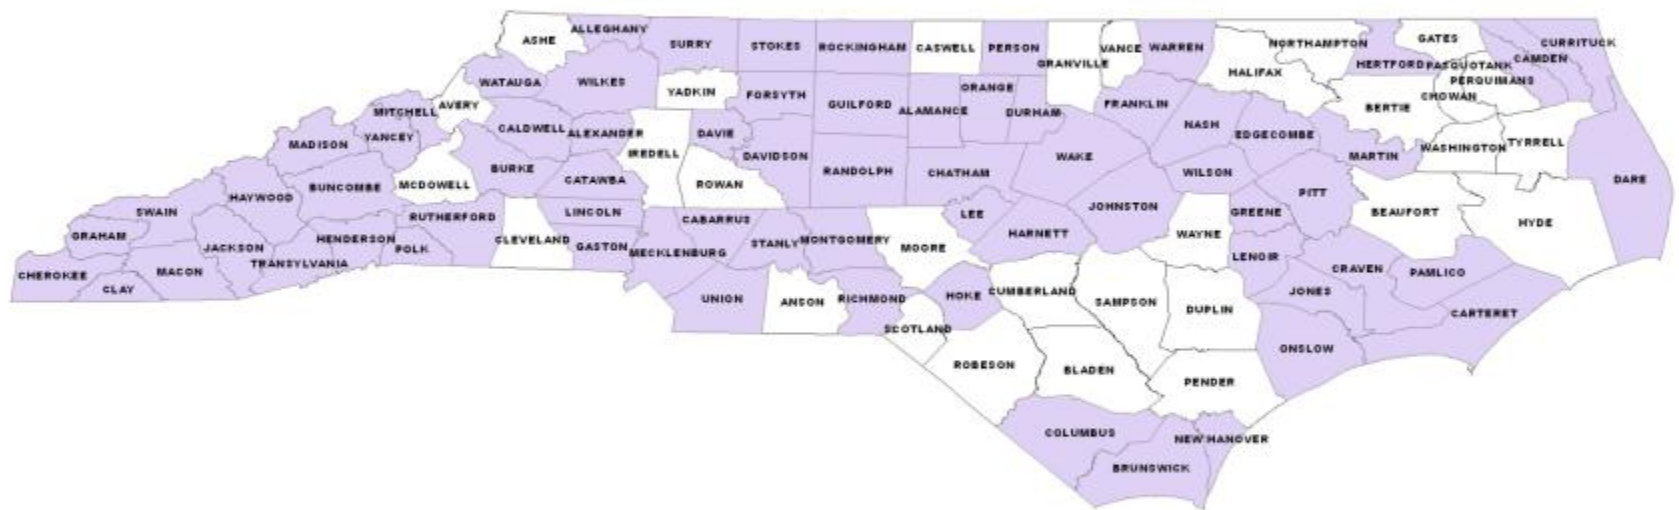 ALLEGHANY
ASHE
SURRY
STOKES
ROCKINGHAM
CASWELL
PERSON
GRANVILLE
VANCE
WARREN
NORTHAMPTON
HALIFAX
GATES
HERTFORD
PASQUOTANK
CURRITUCK
CAMDEN
PERQUIMANS
CHOWAN
BERTIE
WATAUGA
WILKES
YADKIN
FORSYTH
GUILFORD
ALAMANCE
ORANGE
DURHAM
FRANKLIN
NASH
EDGECOMBE
MARTIN
WASHINGTON
TYRRELL
DARE
MITCHELL
AVERY
YANCEY
CALDWELL
ALEXANDER
IREDELL
DAVIE
DAVIDSON
MADISON
BURKE
CATAWBA
ROWAN
RANDOLPH
CHATHAM
WAKE
WILSON
PITT
BEAUFORT
HYDE
BUNCOMBE
MCDOWELL
HAYWOOD
SWAIN
RUTHERFORD
LINCOLN
CABARRUS
LEE
JOHNSTON
GREENE
GRAHAM
JACKSON
HENDERSON
POLK
CLEVELAND
GASTON
MECKLENBURG
STANLY
MONTGOMERY
MOORE
HARNETT
WAYNE
LENOIR
CRAVEN
PAMLICO
CHEROKEE
CLAY
MACON
TRANSYLVANIA
UNION
ANSON
RICHMOND
HOKE
CUMBERLAND
SAMPSON
DUPLIN
JONES
CARTERET
SCOTLAND
ROBESON
BLADEN
PENDER
ONSLOW
COLUMBUS
NEW HANOVER
BRUNSWICK